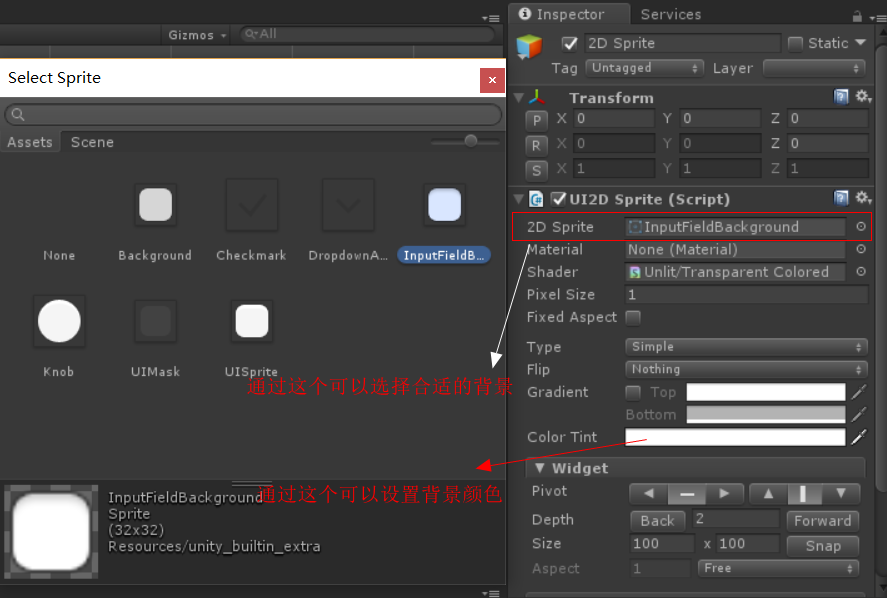 Gizmos
All
Select Sprite
Assets Scene
None Background Checkmark DropdownA... InputFieldB...
Knob UIMask UISprite
通过这个可以选择合适的背景
通过这个可以设置背景颜色
InputFieldBackground
Sprite
(32x32)
Resources/unity_builtin_extra
Inspector Services
2D Sprite Static
Tag Untagged Layer
Transform
P X 0 Y 0 Z 0
R X 0 Y 0 Z 0
S X 1 Y 1 Z 1
UI2D Sprite (Script)
2D Sprite InputFieldBackground
Material None (Material)
Shader Unlit/Transparent Colored
Pixel Size 1
Fixed Aspect
Type Simple
Flip Nothing
Gradient Top
Bottom
Color Tint
Widget
Pivot
Depth Back 2 Forward
Size 100 x 100 Snap
Aspect 1 Free